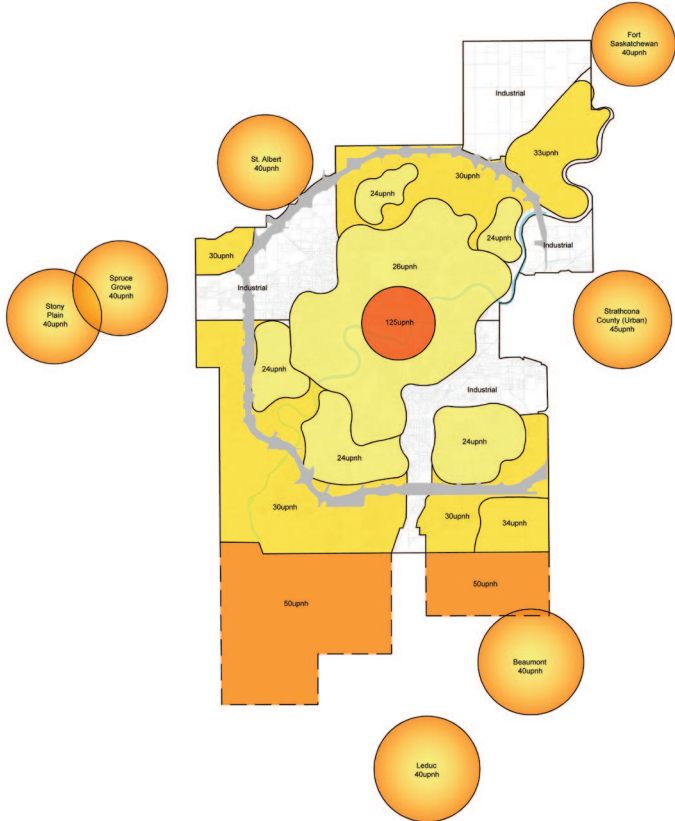 Fort
Saskatchewan
40upnh
Industrial
33upnh
St. Albert
40upnh
30upnh
24upnh
24upnh
Industrial
30upnh
26upnh
Spruce
Grove
40upnh
Industrial
Stony
Plain
40upnh
Strathcona
County (Urban)
45upnh
125upnh
24upnh
Industrial
24upnh
24upnh
30upnh
30upnh
34upnh
50upnh
50upnh
Beaumont
40upnh
Leduc
40upnh